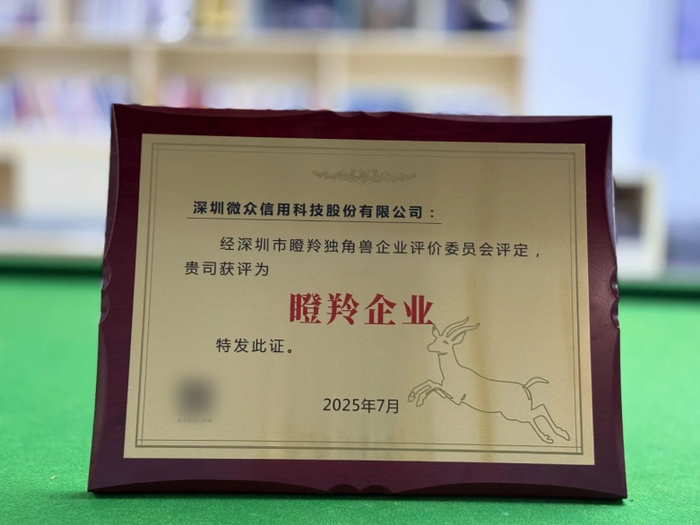 深圳微众信用科技股份有限公司：
经深圳市瞪羚独角兽企业评价委员会评定，
贵司获评为
瞪羚企业
特发此证。
2025年7月